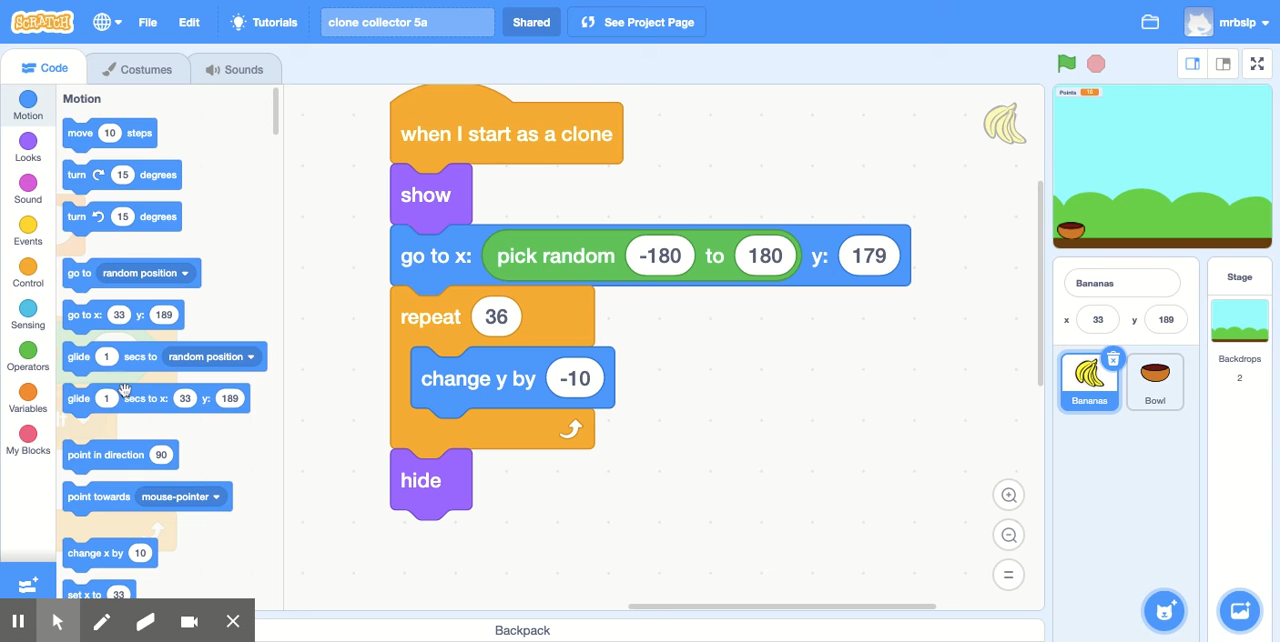 SCRATCH File Edit Tutorials clone collector 5a Shared See Project Page mrbslp
Code Costumes Sounds
Motion
Looks
Sound
Events
Control
Sensing
Operators
Variables
My Blocks
Motion
move 10 steps
turn 15 degrees
turn 15 degrees
go to random position
go to x: 33 y: 189
glide 1 secs to random position
glide 1 secs to x: 33 y: 189
point in direction 90
point towards mouse-pointer
change x by 10
set x to 33
when I start as a clone
show
go to x: pick random -180 to 180 y: 179
repeat 36
change y by -10
hide
Backpack
Points
Bananas
x 33 y 189
Bananas
Bowl
Stage
Backdrops
2